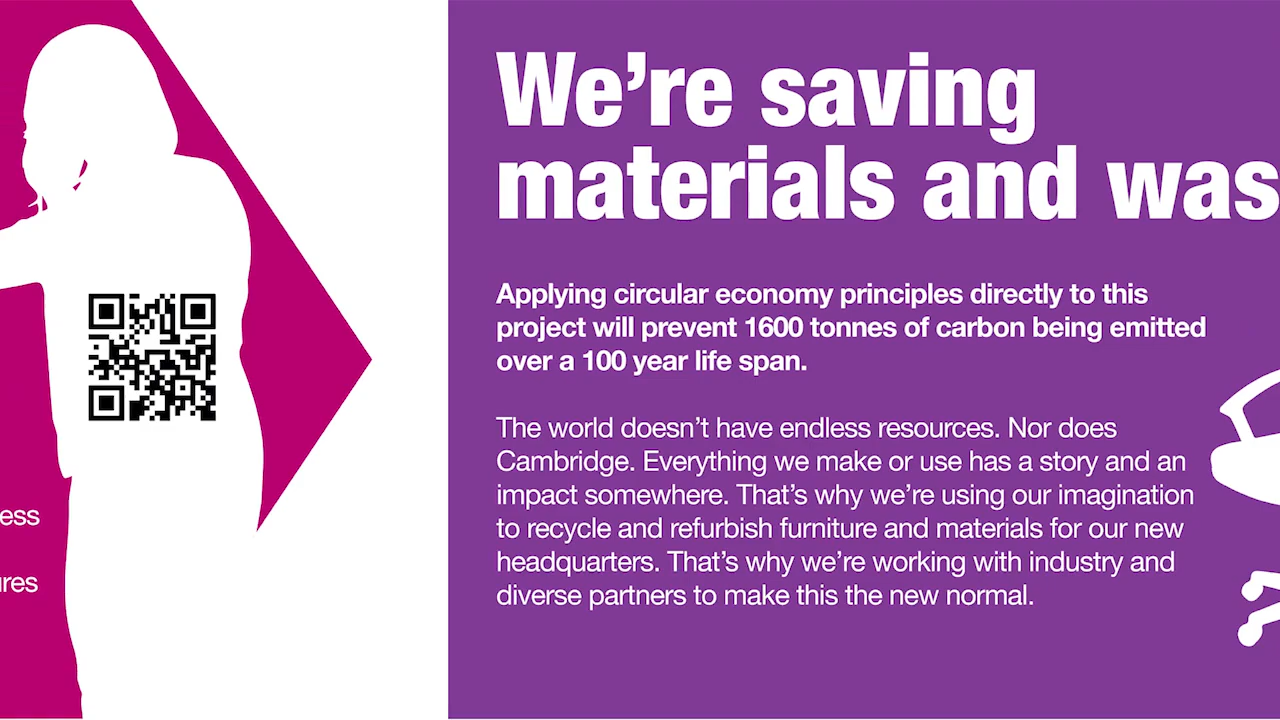 We’re saving
materials and was
Applying circular economy principles directly to this
project will prevent 1600 tonnes of carbon being emitted
over a 100 year life span.
The world doesn’t have endless resources. Nor does
Cambridge. Everything we make or use has a story and an
impact somewhere. That’s why we’re using our imagination
to recycle and refurbish furniture and materials for our new
headquarters. That’s why we’re working with industry and
diverse partners to make this the new normal.
ess
ures